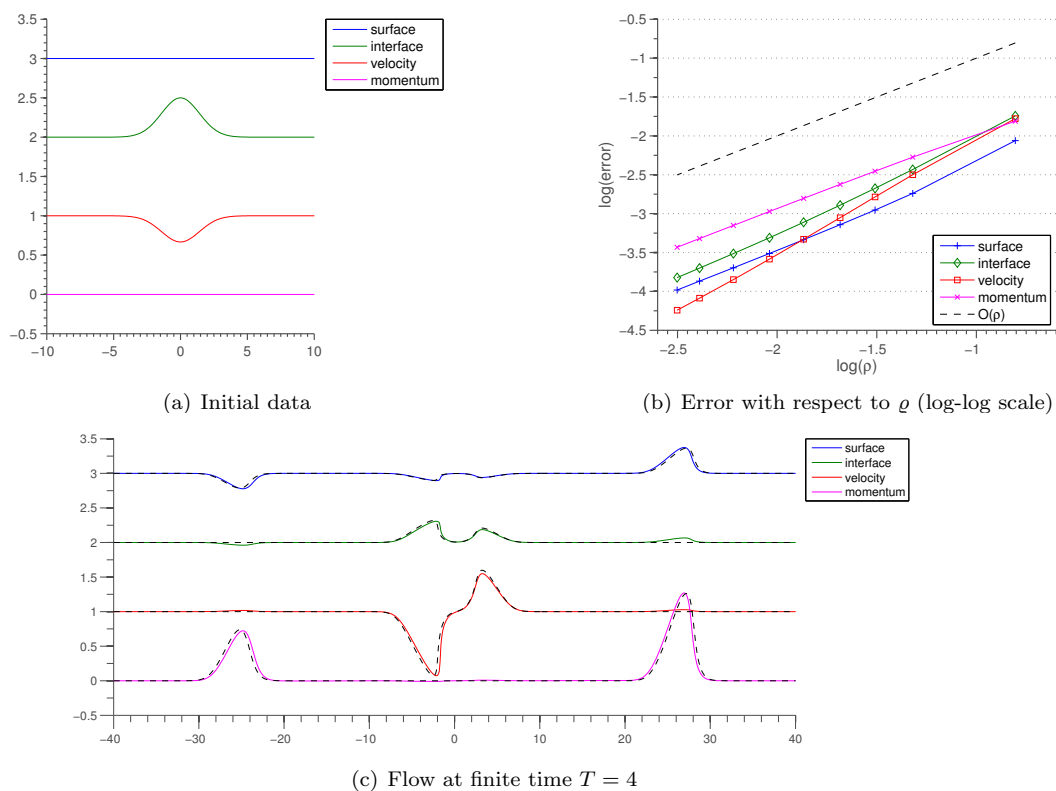 3.5
3
2.5
2
1.5
1
0.5
0
−0.5
−10 −5 0 5 10
surface
interface
velocity
momentum
(a) Initial data
−0.5
−1
−1.5
−2
−2.5
−3
−3.5
−4
−4.5
log(error)
−2.5 −2 −1.5 −1
log(ρ)
surface
interface
velocity
momentum
O(ρ)
(b) Error with respect to ϱ (log-log scale)
3.5
3
2.5
2
1.5
1
0.5
0
−0.5
−40 −30 −20 −10 0 10 20 30 40
surface
interface
velocity
momentum
(c) Flow at finite time T = 4